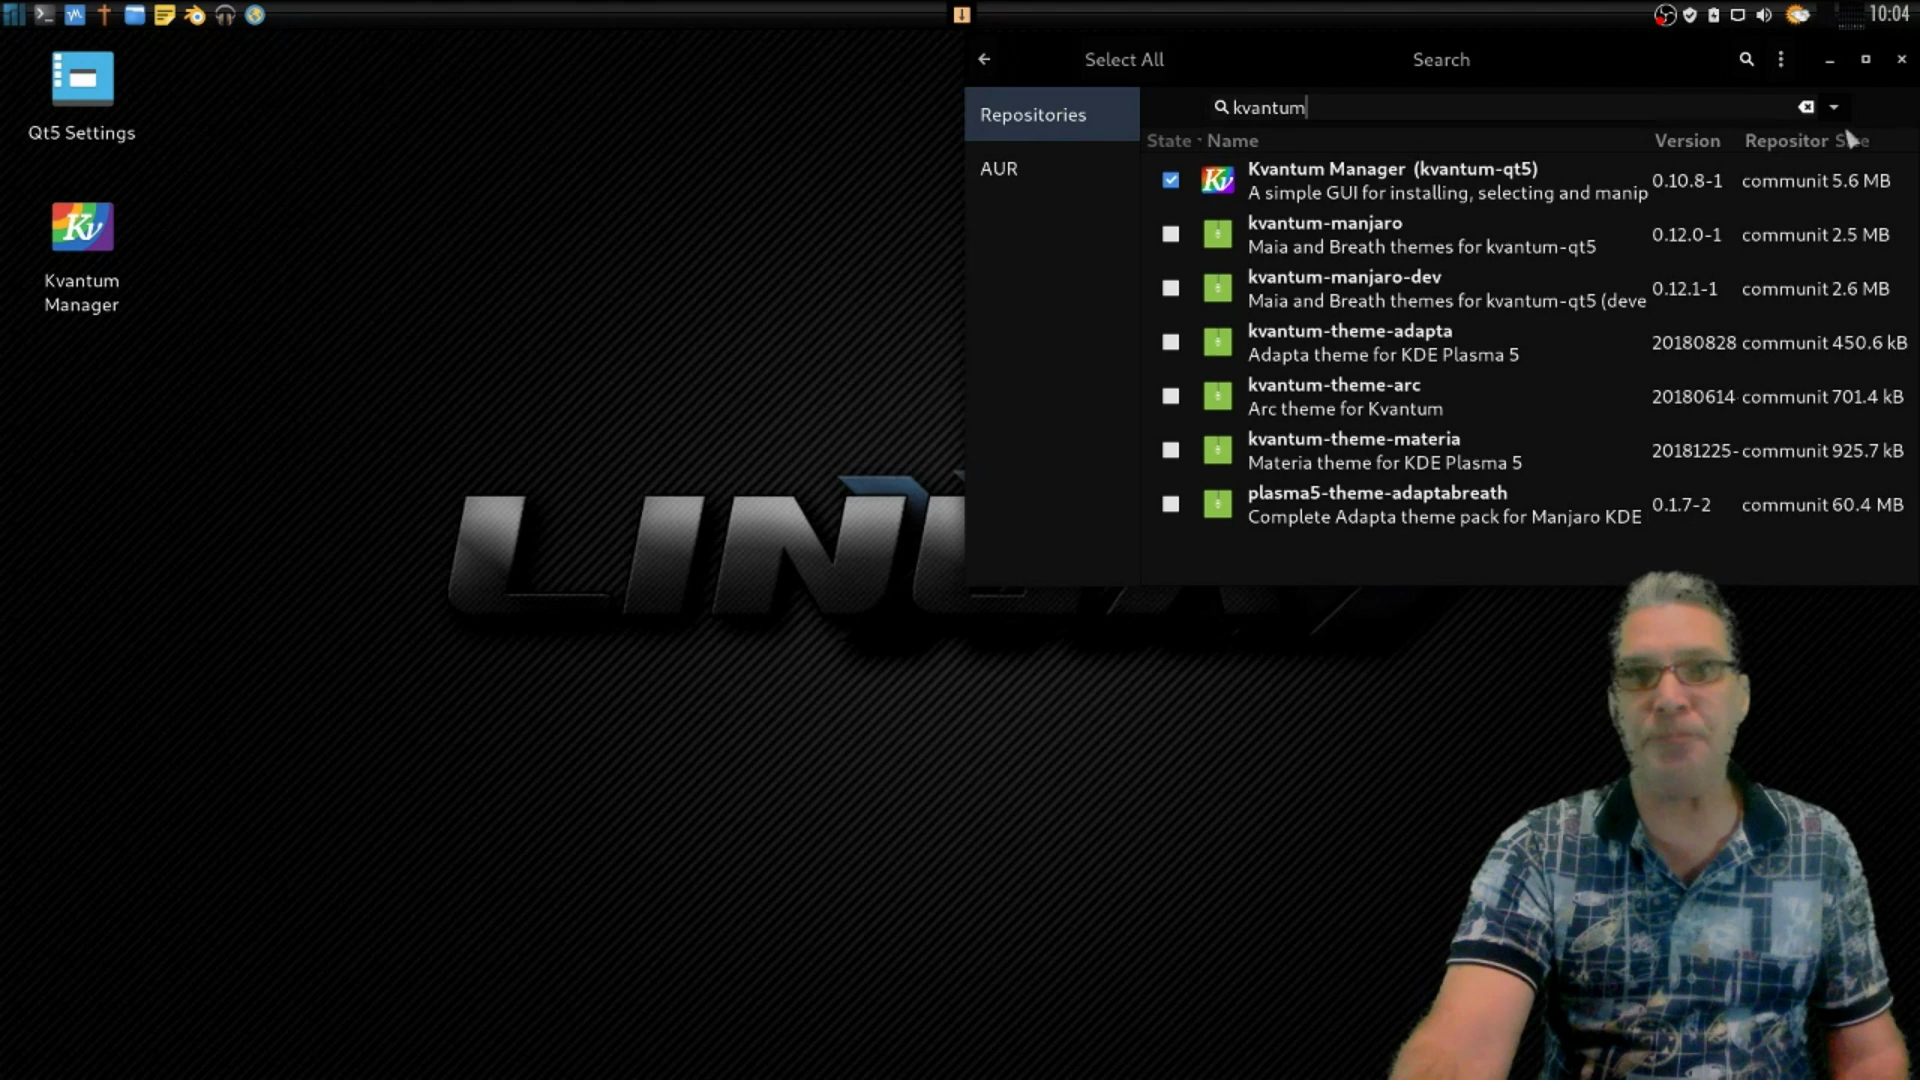 10:04
Qt5 Settings
Kv
Kvantum
Manager
Select All
Search
Repositories
AUR
kvantum
State Name Version Repositor
Kv
Kvantum Manager (kvantum-qt5)
A simple GUI for installing, selecting and manip
0.10.8-1 communit 5.6 MB
kvantum-manjaro
Maia and Breath themes for kvantum-qt5
0.12.0-1 communit 2.5 MB
kvantum-manjaro-dev
Maia and Breath themes for kvantum-qt5 (deve
0.12.1-1 communit 2.6 MB
kvantum-theme-adapta
Adapta theme for KDE Plasma 5
20180828 communit 450.6 kB
kvantum-theme-arc
Arc theme for Kvantum
20180614- communit 701.4 kB
kvantum-theme-materia
Materia theme for KDE Plasma 5
20181225- communit 925.7 kB
plasma5-theme-adaptabreath
Complete Adapta theme pack for Manjaro KDE
0.1.7-2 communit 60.4 MB
LINUX